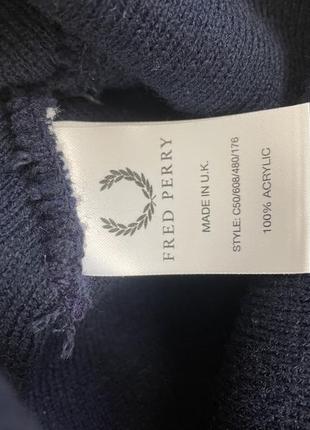 FRED PERRY
MADE IN U.K.
STYLE: C50/608/480/176
100% ACRYLIC